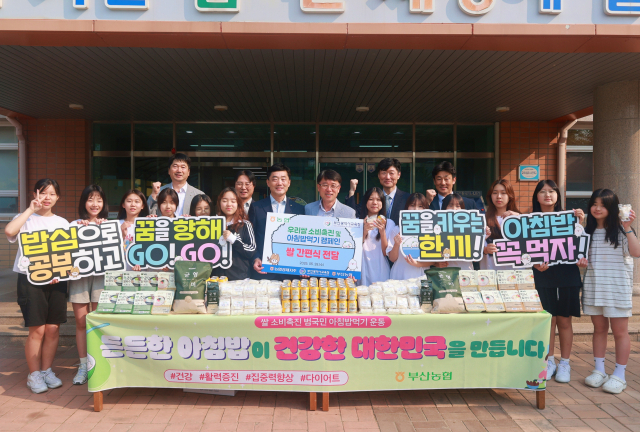 밥심으로
공부하고
꿈을 향해
GO! GO!
우리쌀 소비촉진 및
아침밥먹기 캠페인
쌀 간편식 전달
꿈을 키우는
한 끼!
아침밥
꼭 먹자!
쌀 소비촉진 범국민 아침밥먹기 운동
든든한 아침밥이 건강한 대한민국을 만듭니다
#건강 #활력증진 #집중력향상 #다이어트
부산농협